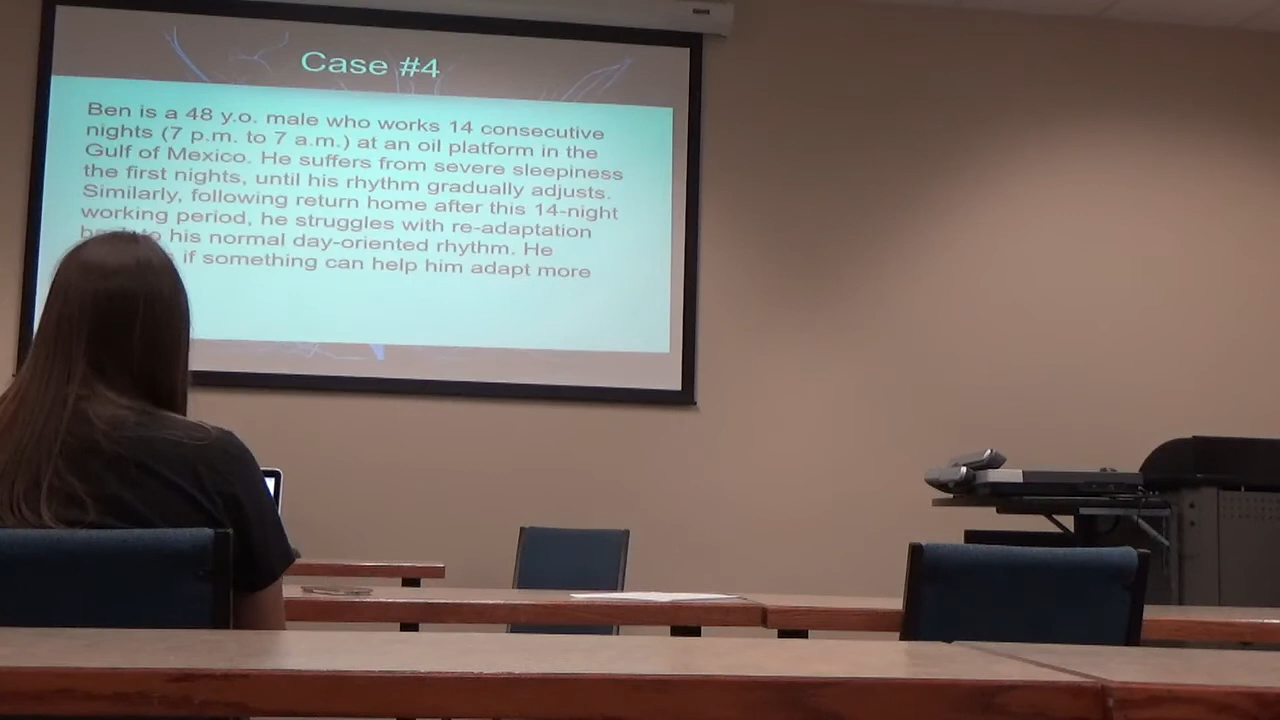 Case #4
Ben is a 48 y.o. male who works 14 consecutive
nights (7 p.m. to 7 a.m.) at an oil platform in the
Gulf of Mexico. He suffers from severe sleepiness
the first nights, until his rhythm gradually adjusts.
Similarly, following return home after this 14-night
working period, he struggles with re-adaptation
to his normal day-oriented rhythm. He
if something can help him adapt more